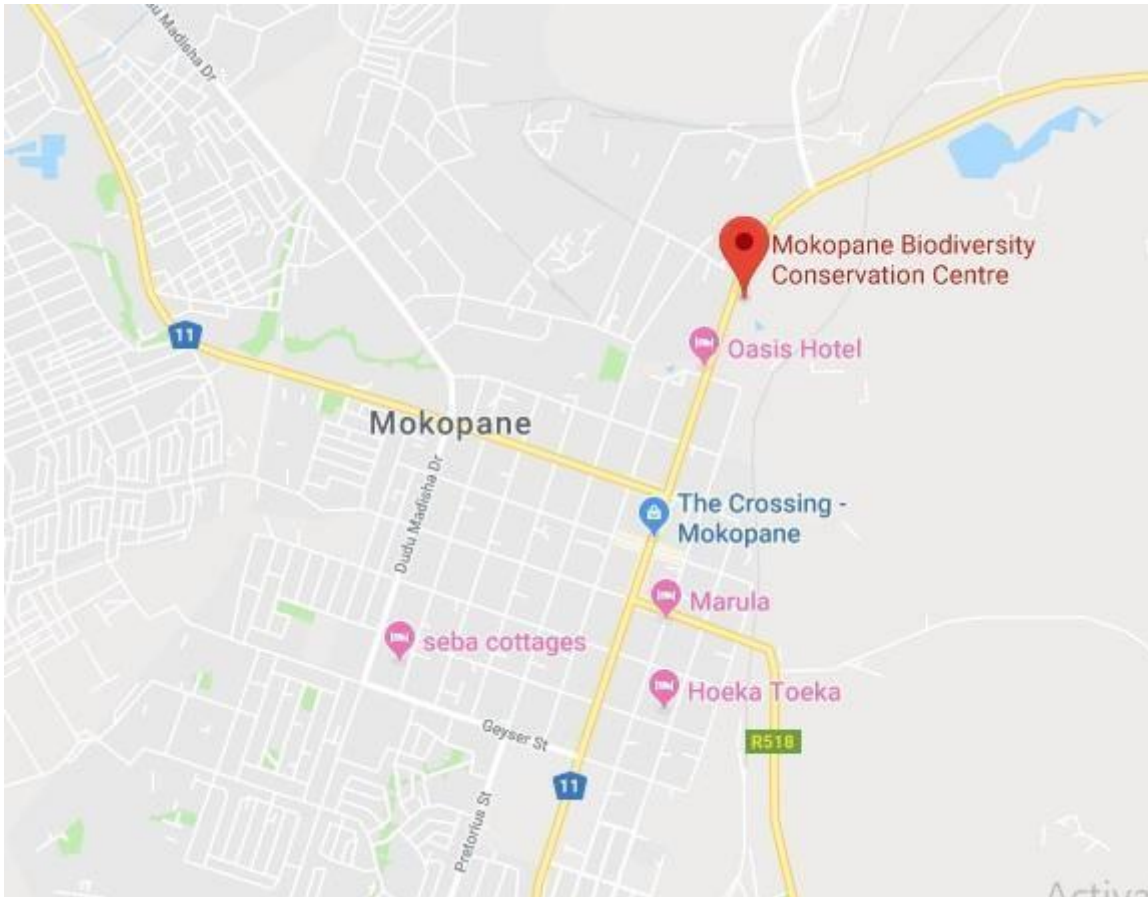 Dudu Madisha Dr
Mokopane Biodiversity
Conservation Centre
11
Oasis Hotel
Mokopane
The Crossing -
Mokopane
Dudu Madisha Dr
Marula
seba cottages
Hoeka Toeka
Geyser St
R518
11
Pretorius St